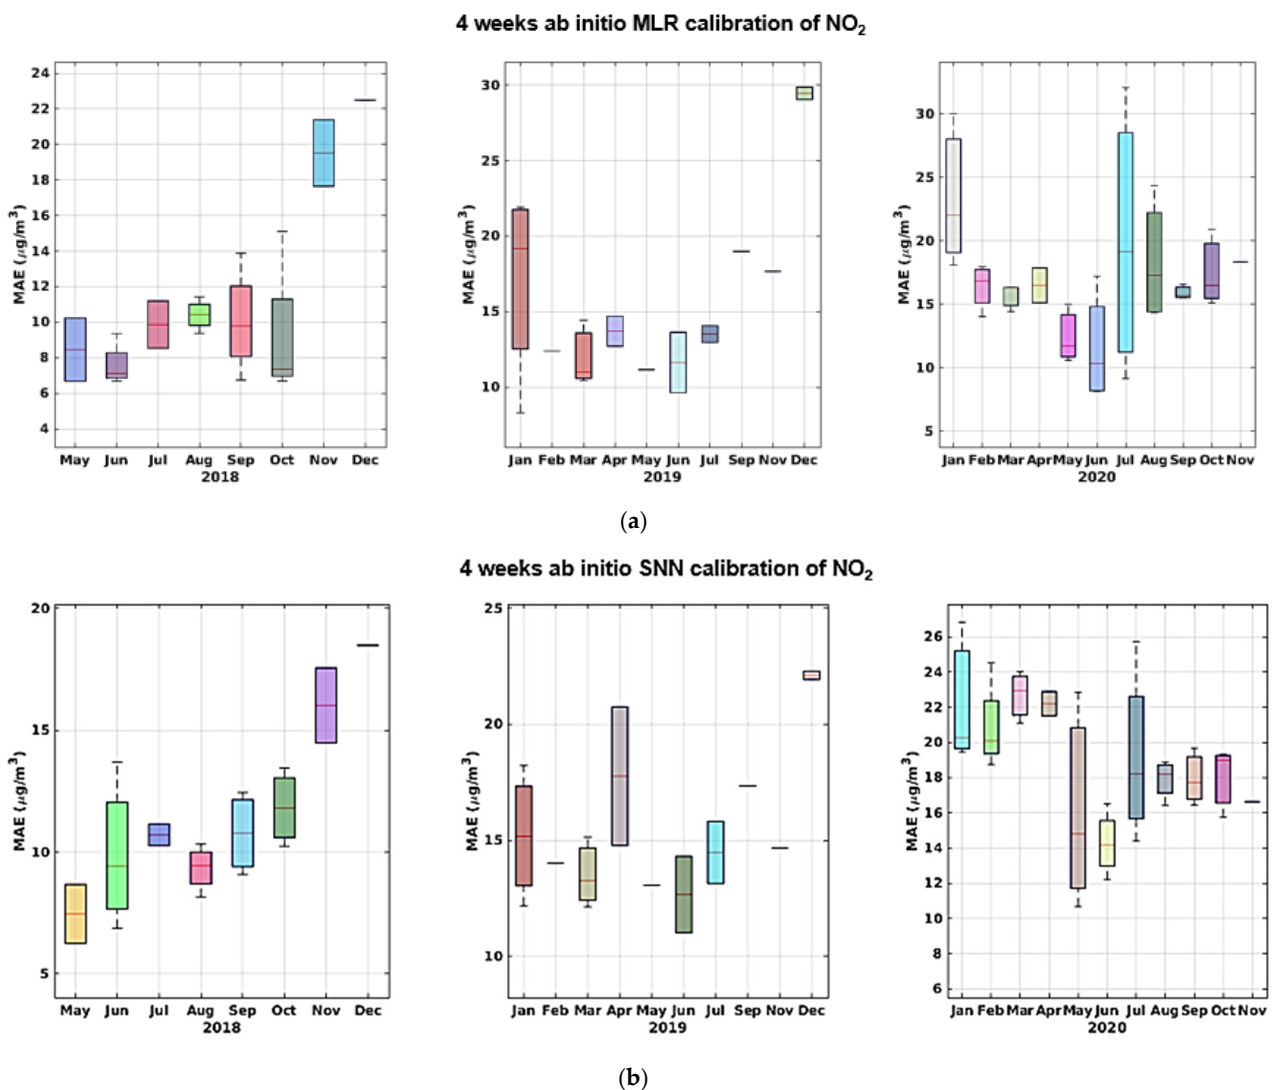 4 weeks ab initio MLR calibration of NO2
MAE (μg/m³)
24
22
20
18
16
14
12
10
8
6
4
May Jun Jul Aug Sep Oct Nov Dec
2018
MAE (μg/m³)
30
25
20
15
10
Jan Feb Mar Apr May Jun Jul Sep Nov Dec
2019
MAE (μg/m³)
30
25
20
15
10
5
Jan Feb Mar Apr May Jun Jul Aug Sep Oct Nov
2020
(a)
4 weeks ab initio SNN calibration of NO2
MAE (μg/m³)
20
15
10
5
May Jun Jul Aug Sep Oct Nov Dec
2018
MAE (μg/m³)
25
20
15
10
Jan Feb Mar Apr May Jun Jul Sep Nov Dec
2019
MAE (μg/m³)
26
24
22
20
18
16
14
12
10
8
6
Jan Feb Mar Apr May Jun Jul Aug Sep Oct Nov
2020
(b)